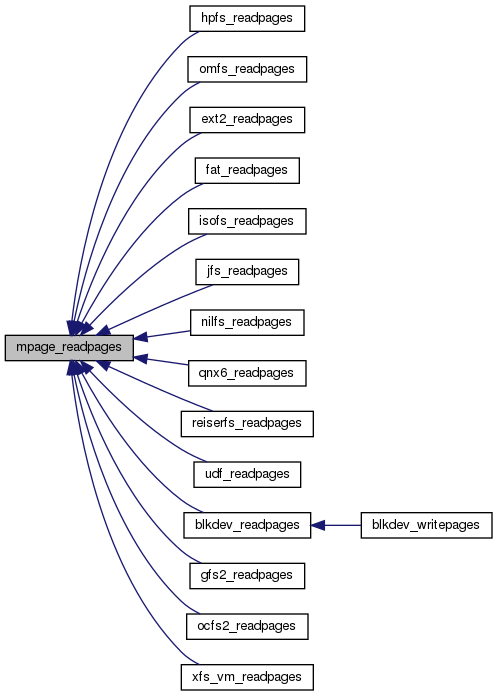 hpfs_readpages
omfs_readpages
ext2_readpages
fat_readpages
isofs_readpages
jfs_readpages
nilfs_readpages
mpage_readpages
qnx6_readpages
reiserfs_readpages
udf_readpages
blkdev_readpages
blkdev_writepages
gfs2_readpages
ocfs2_readpages
xfs_vm_readpages